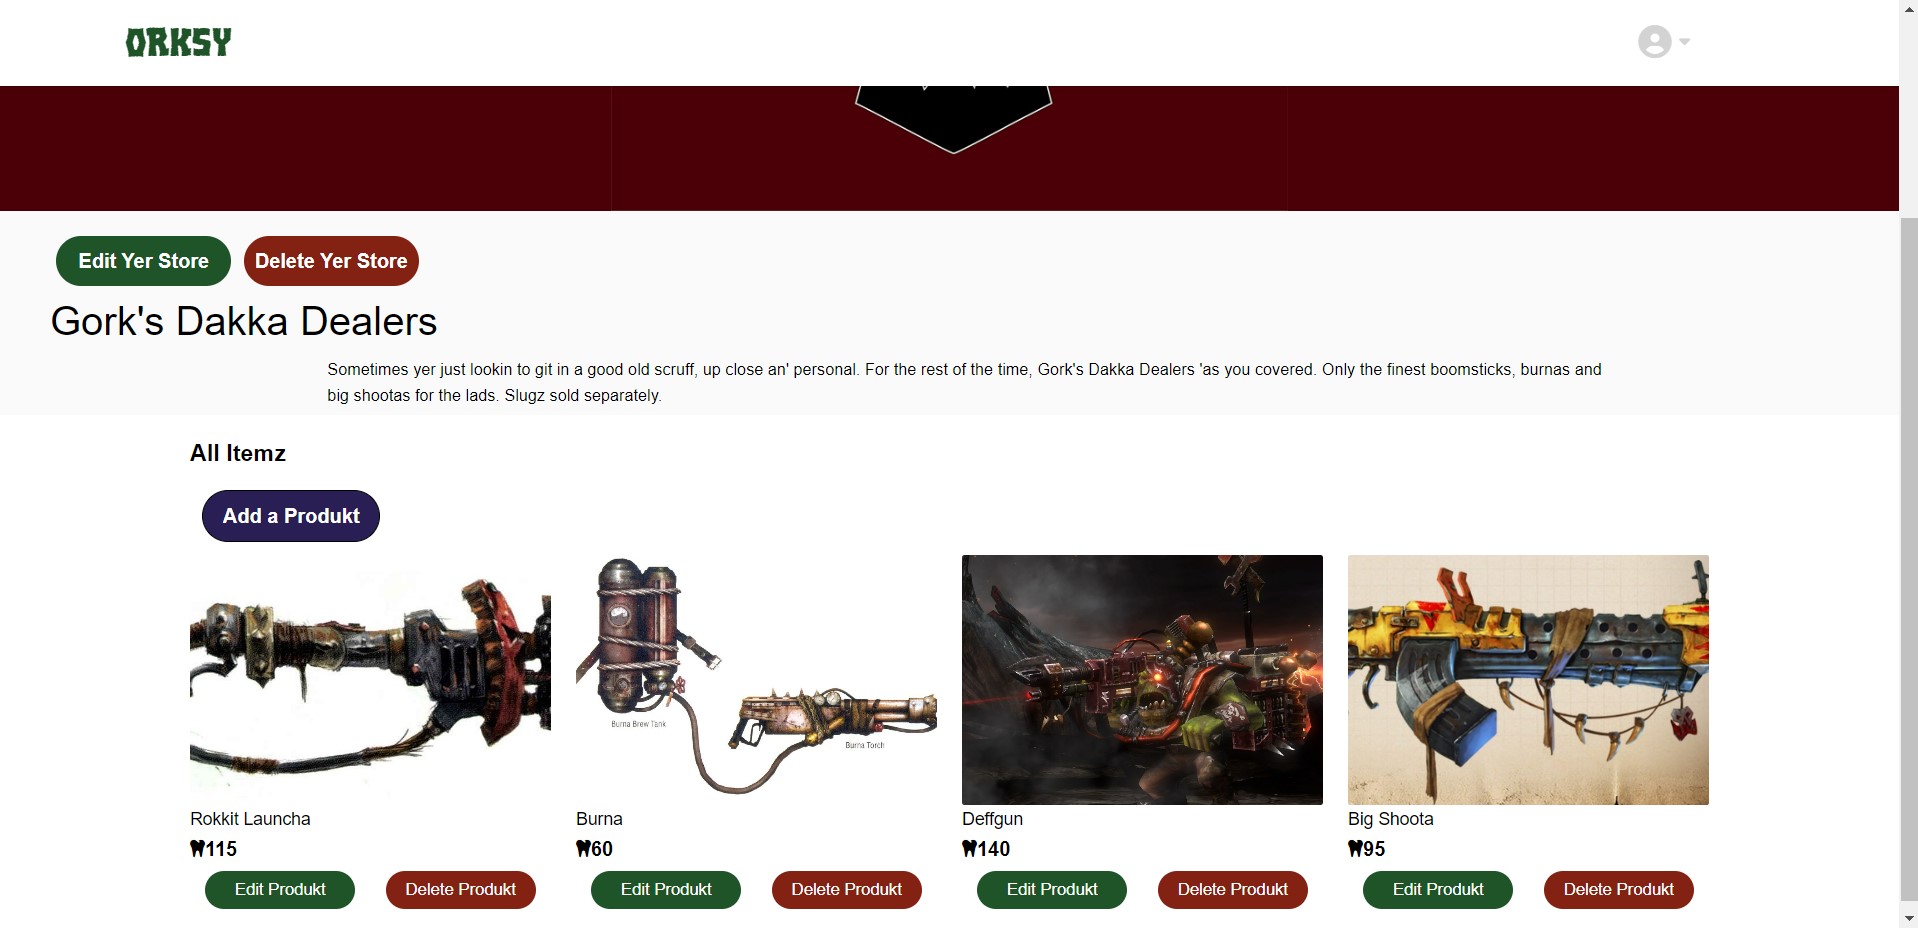 ORKSY
Edit Yer Store
Delete Yer Store
Gork's Dakka Dealers
Sometimes yer just lookin to git in a good old scruff, up close an' personal. For the rest of the time, Gork's Dakka Dealers 'as you covered. Only the finest boomsticks, burnas and
big shootas for the lads. Slugz sold separately.
All Itemz
Add a Produkt
Burna Brew Tank
Burna Torch
Rokkit Launcha
115
Edit Produkt
Delete Produkt
Burna
60
Edit Produkt
Delete Produkt
Deffgun
140
Edit Produkt
Delete Produkt
Big Shoota
95
Edit Produkt
Delete Produkt